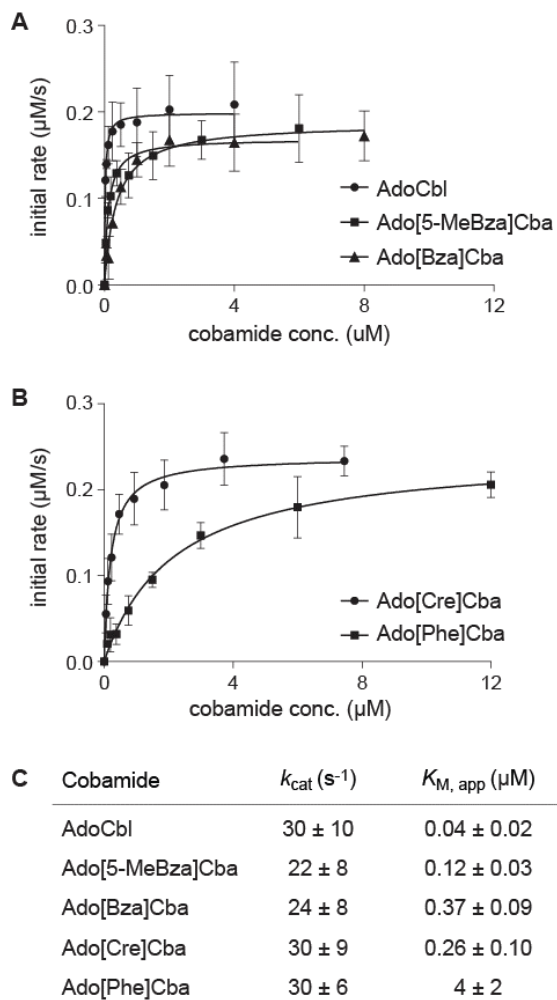 A
0.3
0.2
0.1
0.0
initial rate (μM/s)
AdoCbl
Ado[5-MeBza]Cba
Ado[Bza]Cba
0 4 8 12
cobamide conc. (uM)
B
0.3
0.2
0.1
0.0
initial rate (μM/s)
Ado[Cre]Cba
Ado[Phe]Cba
0 4 8 12
cobamide conc. (μM)
C Cobamide kcat (s-1) KM, app (μM)
AdoCbl 30 ± 10 0.04 ± 0.02
Ado[5-MeBza]Cba 22 ± 8 0.12 ± 0.03
Ado[Bza]Cba 24 ± 8 0.37 ± 0.09
Ado[Cre]Cba 30 ± 9 0.26 ± 0.10
Ado[Phe]Cba 30 ± 6 4 ± 2